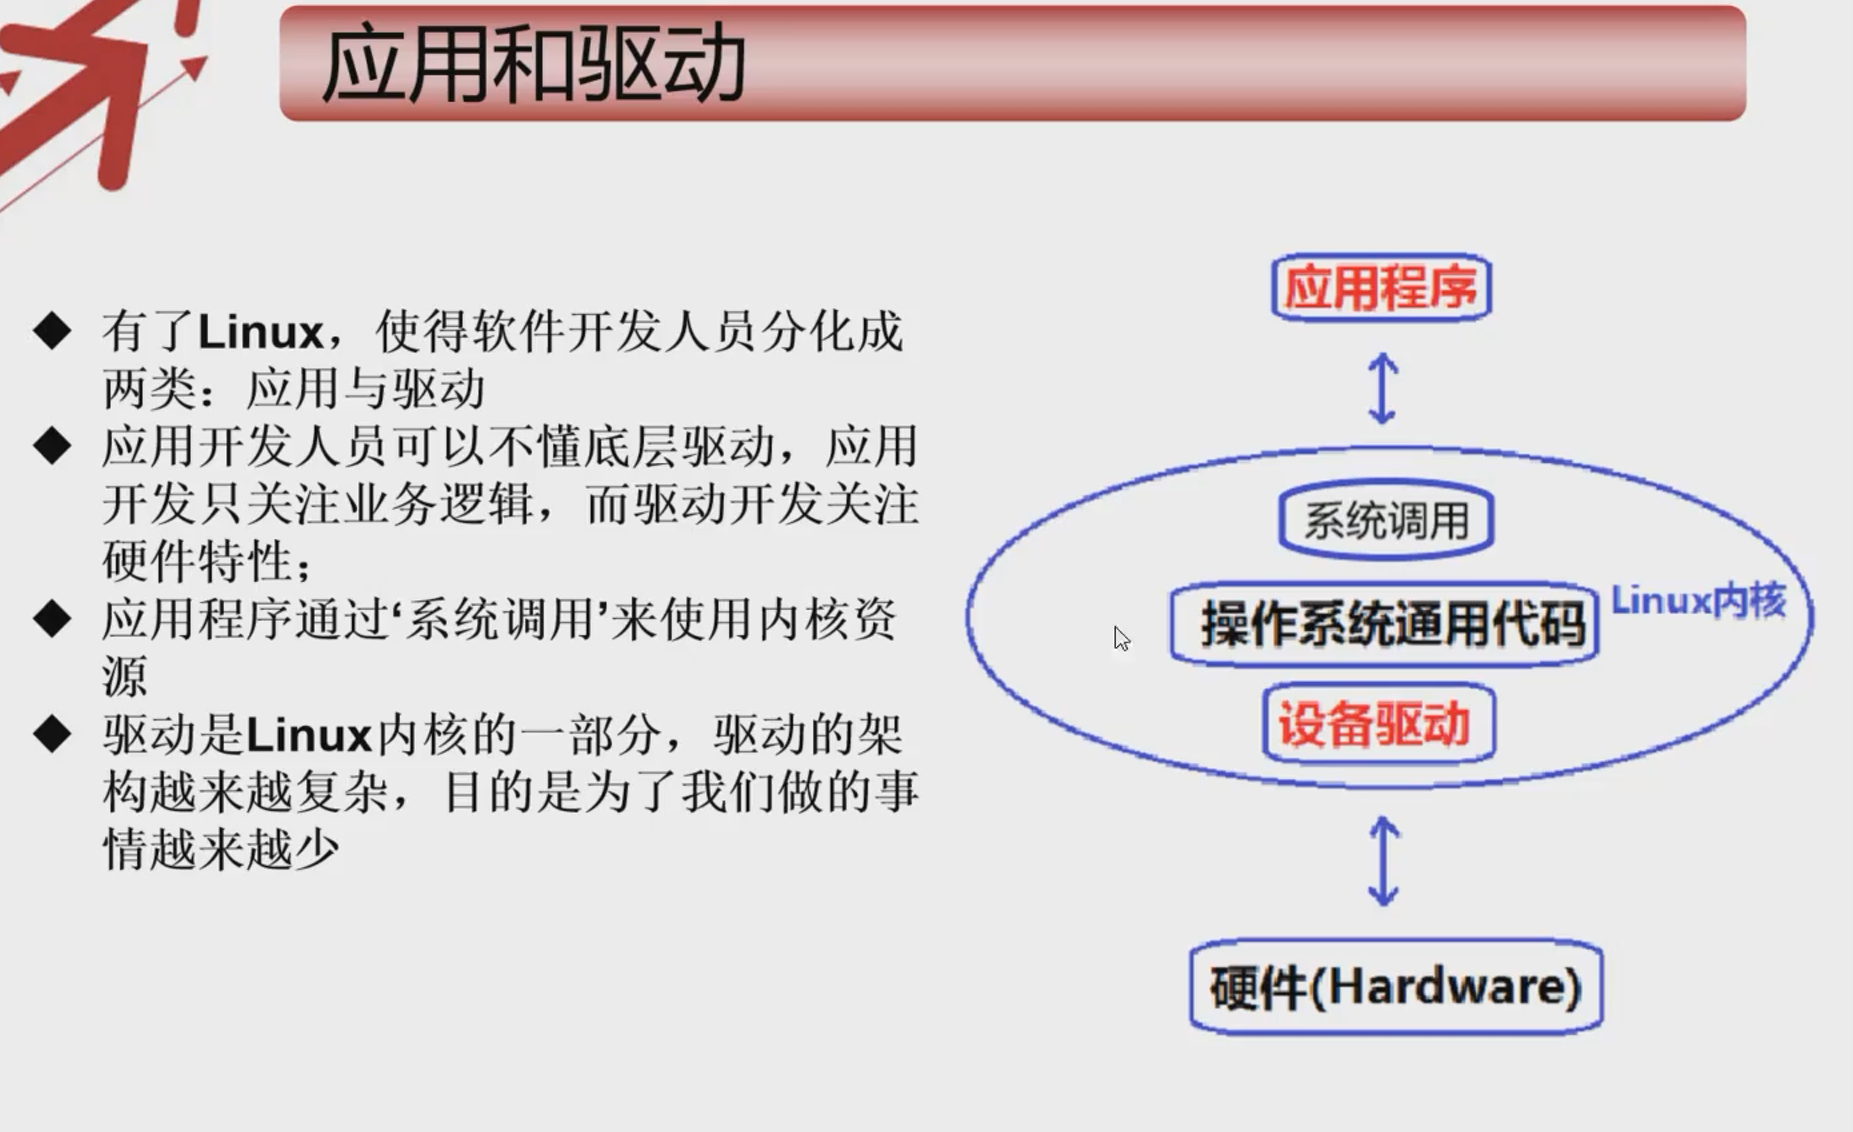 应用和驱动
有了Linux，使得软件开发人员分化成
两类：应用与驱动
应用开发人员可以不懂底层驱动，应用
开发只关注业务逻辑，而驱动开发关注
硬件特性；
应用程序通过‘系统调用’来使用内核资
源
驱动是Linux内核的一部分，驱动的架
构越来越复杂，目的是为了我们做的事
情越来越少
应用程序
系统调用
操作系统通用代码
Linux内核
设备驱动
硬件(Hardware)